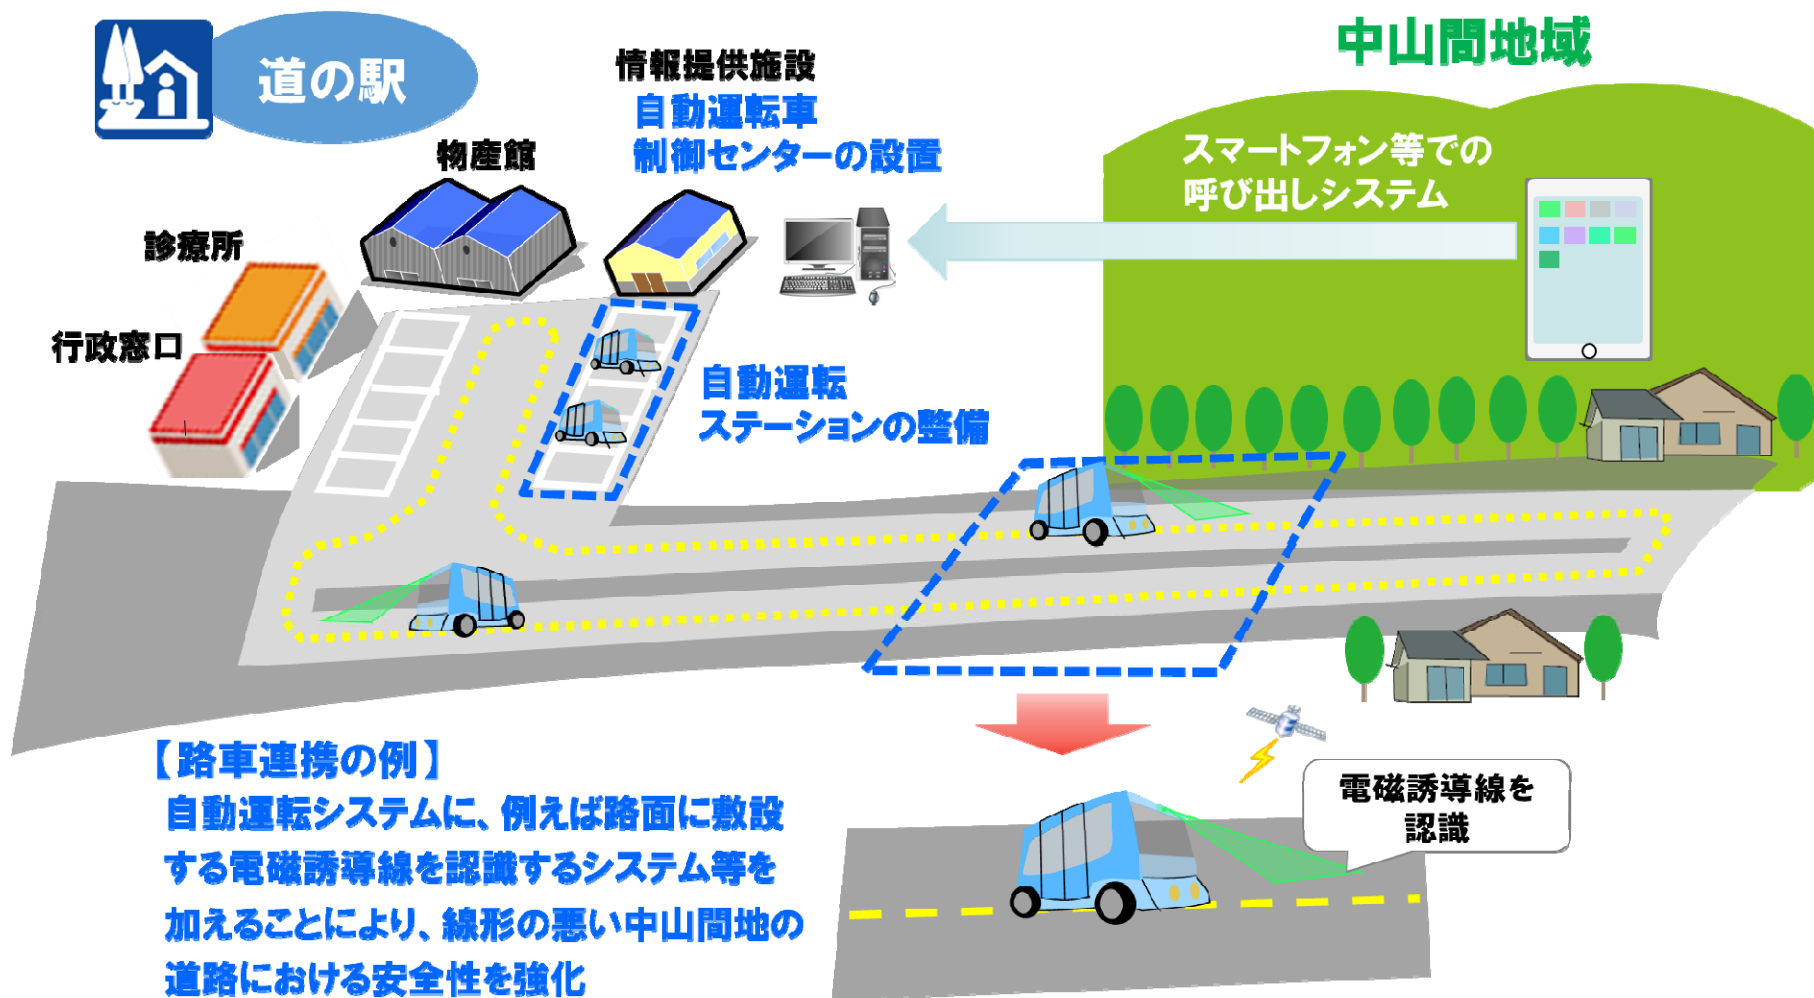 道の駅
情報提供施設
自動運転車
制御センターの設置
中山間地域
スマートフォン等での
呼び出しシステム
物産館
診療所
行政窓口
自動運転
ステーションの整備
【路車連携の例】
自動運転システムに、例えば路面に敷設
する電磁誘導線を認識するシステム等を
加えることにより、線形の悪い中山間地の
道路における安全性を強化
電磁誘導線を
認識